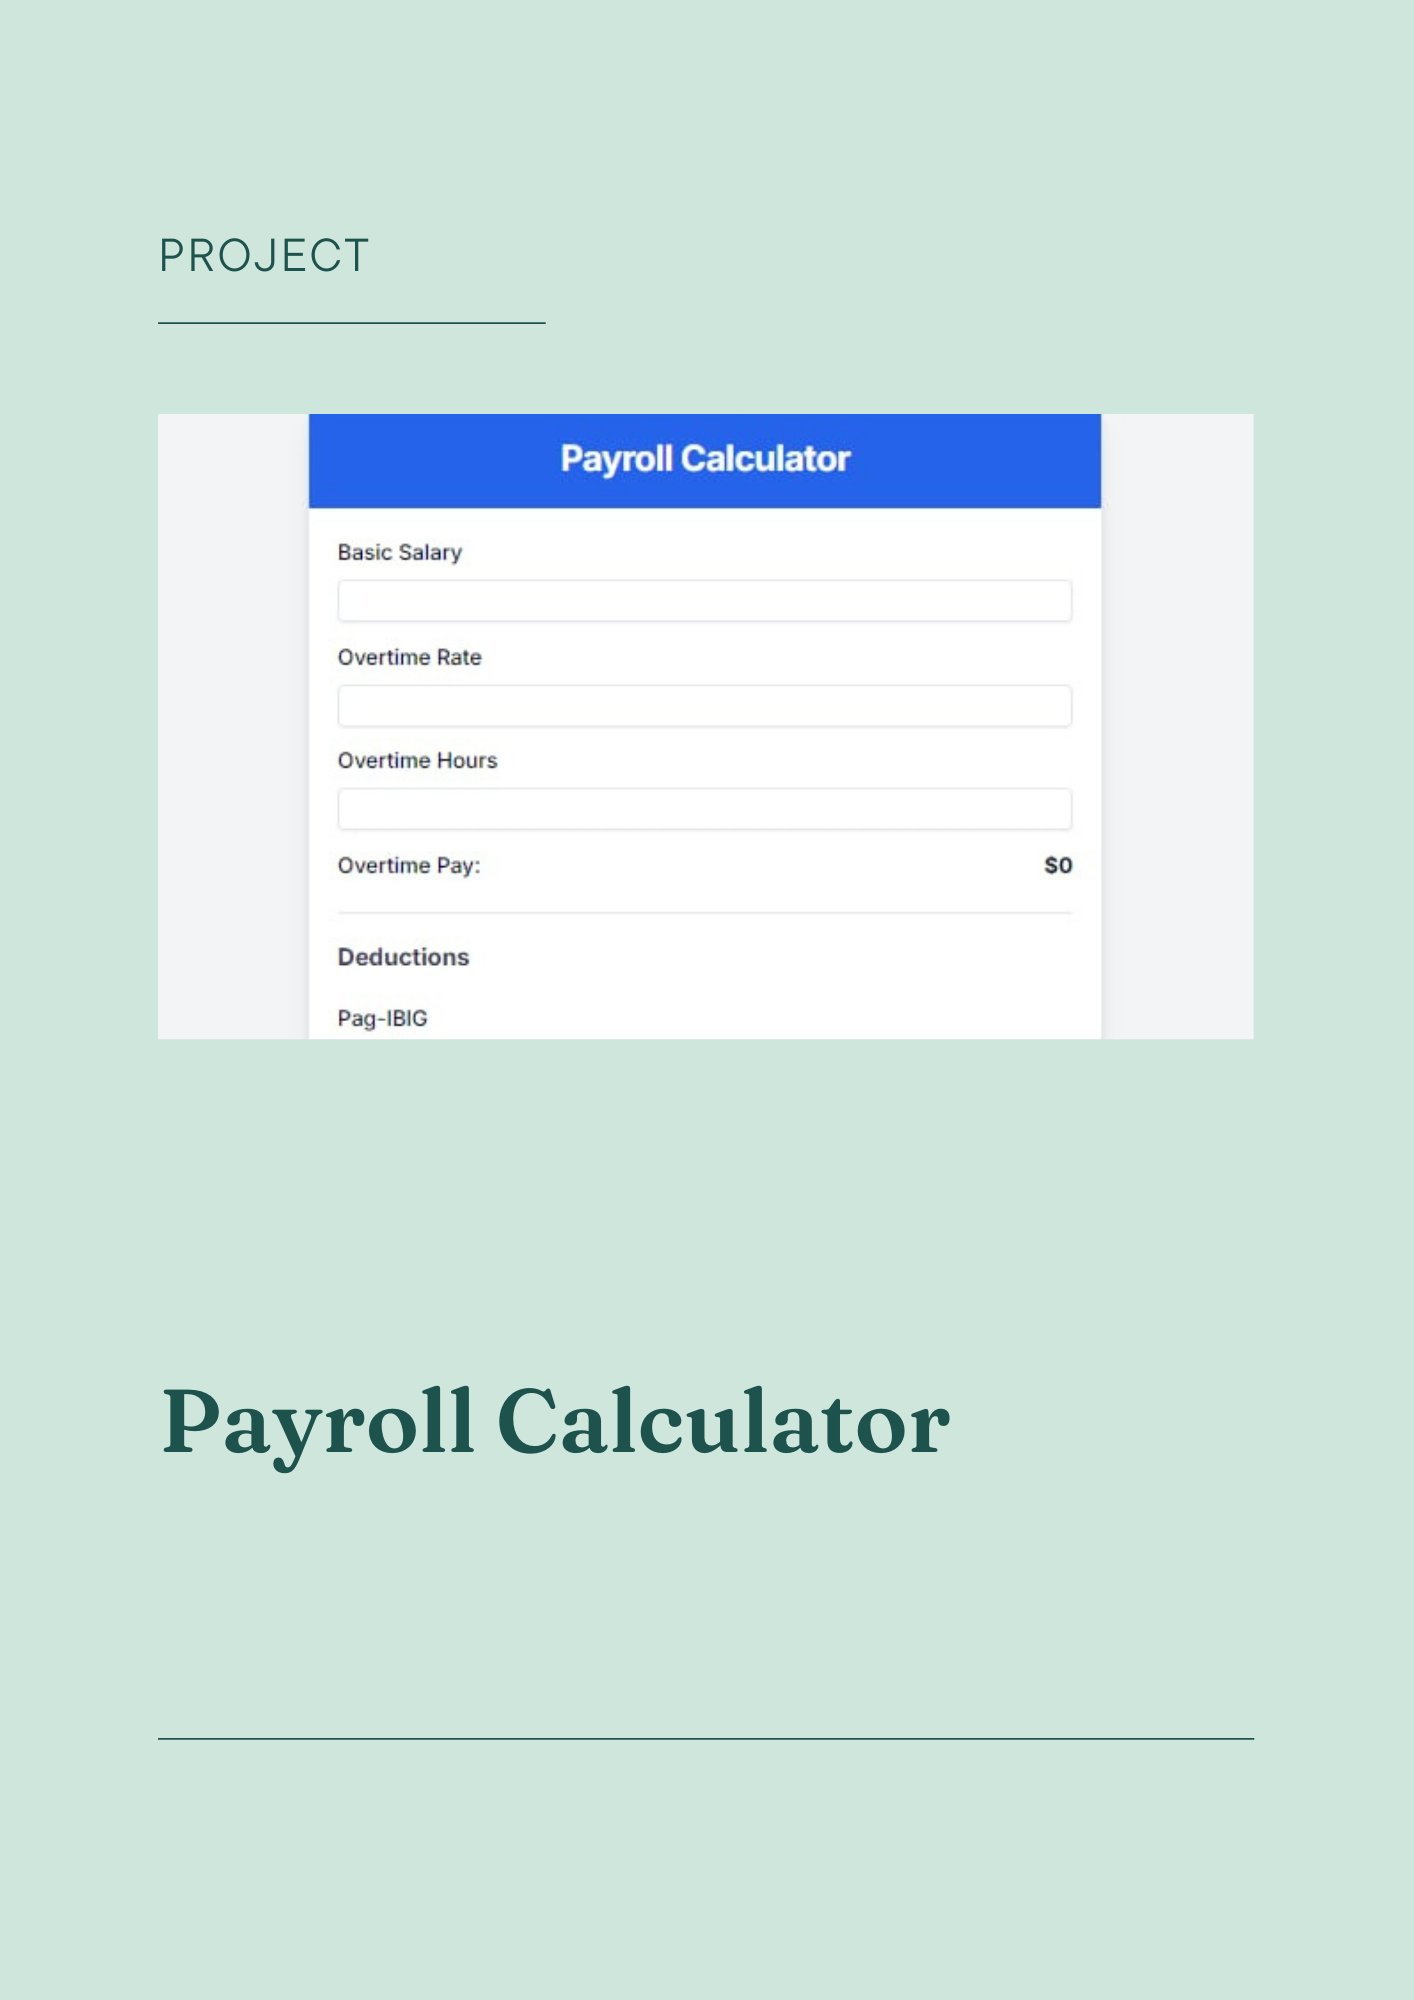 PROJECT
Payroll Calculator
Basic Salary
Overtime Rate
Overtime Hours
Overtime Pay: $0
Deductions
Pag-IBIG
Payroll Calculator